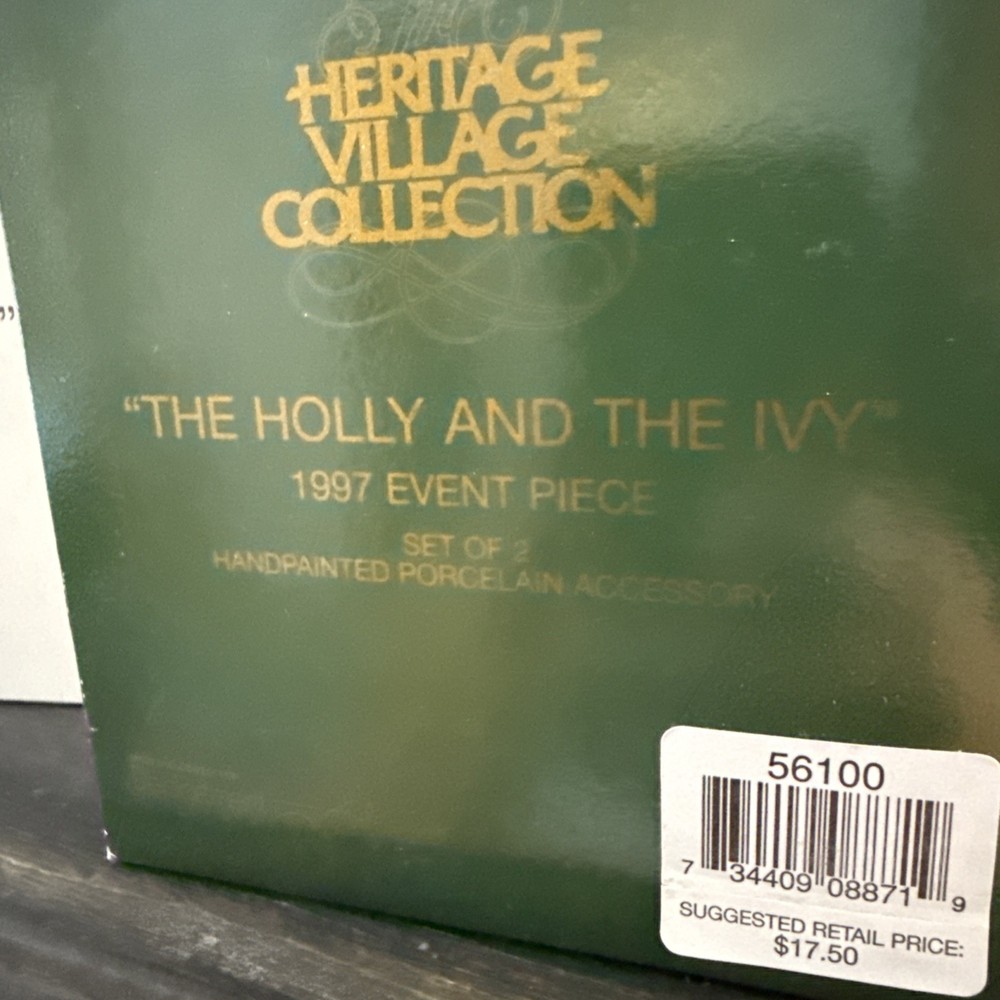 HERITAGE
VILLAGE
COLLECTION
”
“THE HOLLY AND THE IVY”
1997 EVENT PIECE
SET OF 2
HANDPAINTED PORCELAIN ACCESSORY
56100
7 34409 08871 9
SUGGESTED RETAIL PRICE:
$17.50